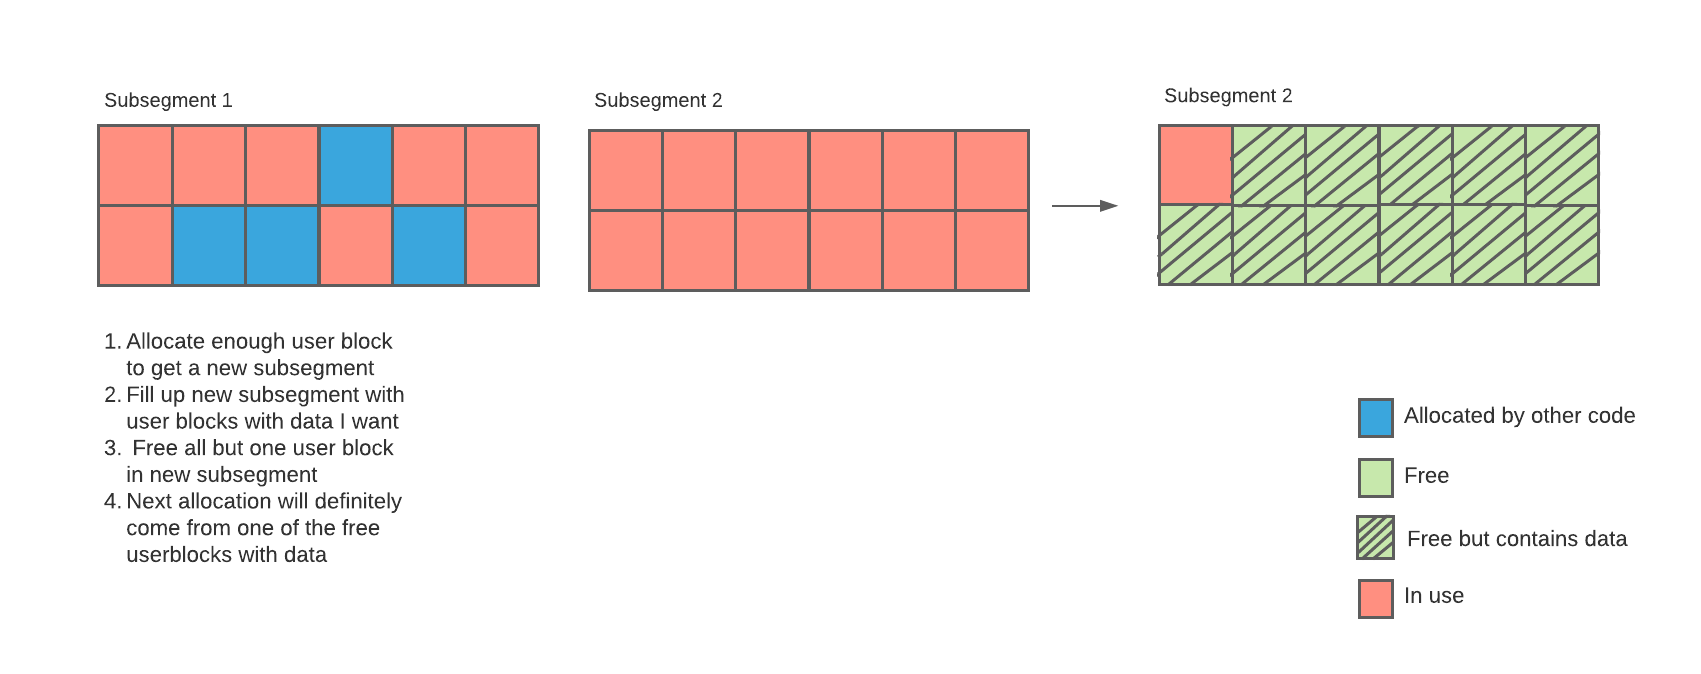 Subsegment 1
Subsegment 2
Subsegment 2
1. Allocate enough user block
to get a new subsegment
2. Fill up new subsegment with
user blocks with data I want
3. Free all but one user block
in new subsegment
4. Next allocation will definitely
come from one of the free
userblocks with data
Allocated by other code
Free
Free but contains data
In use